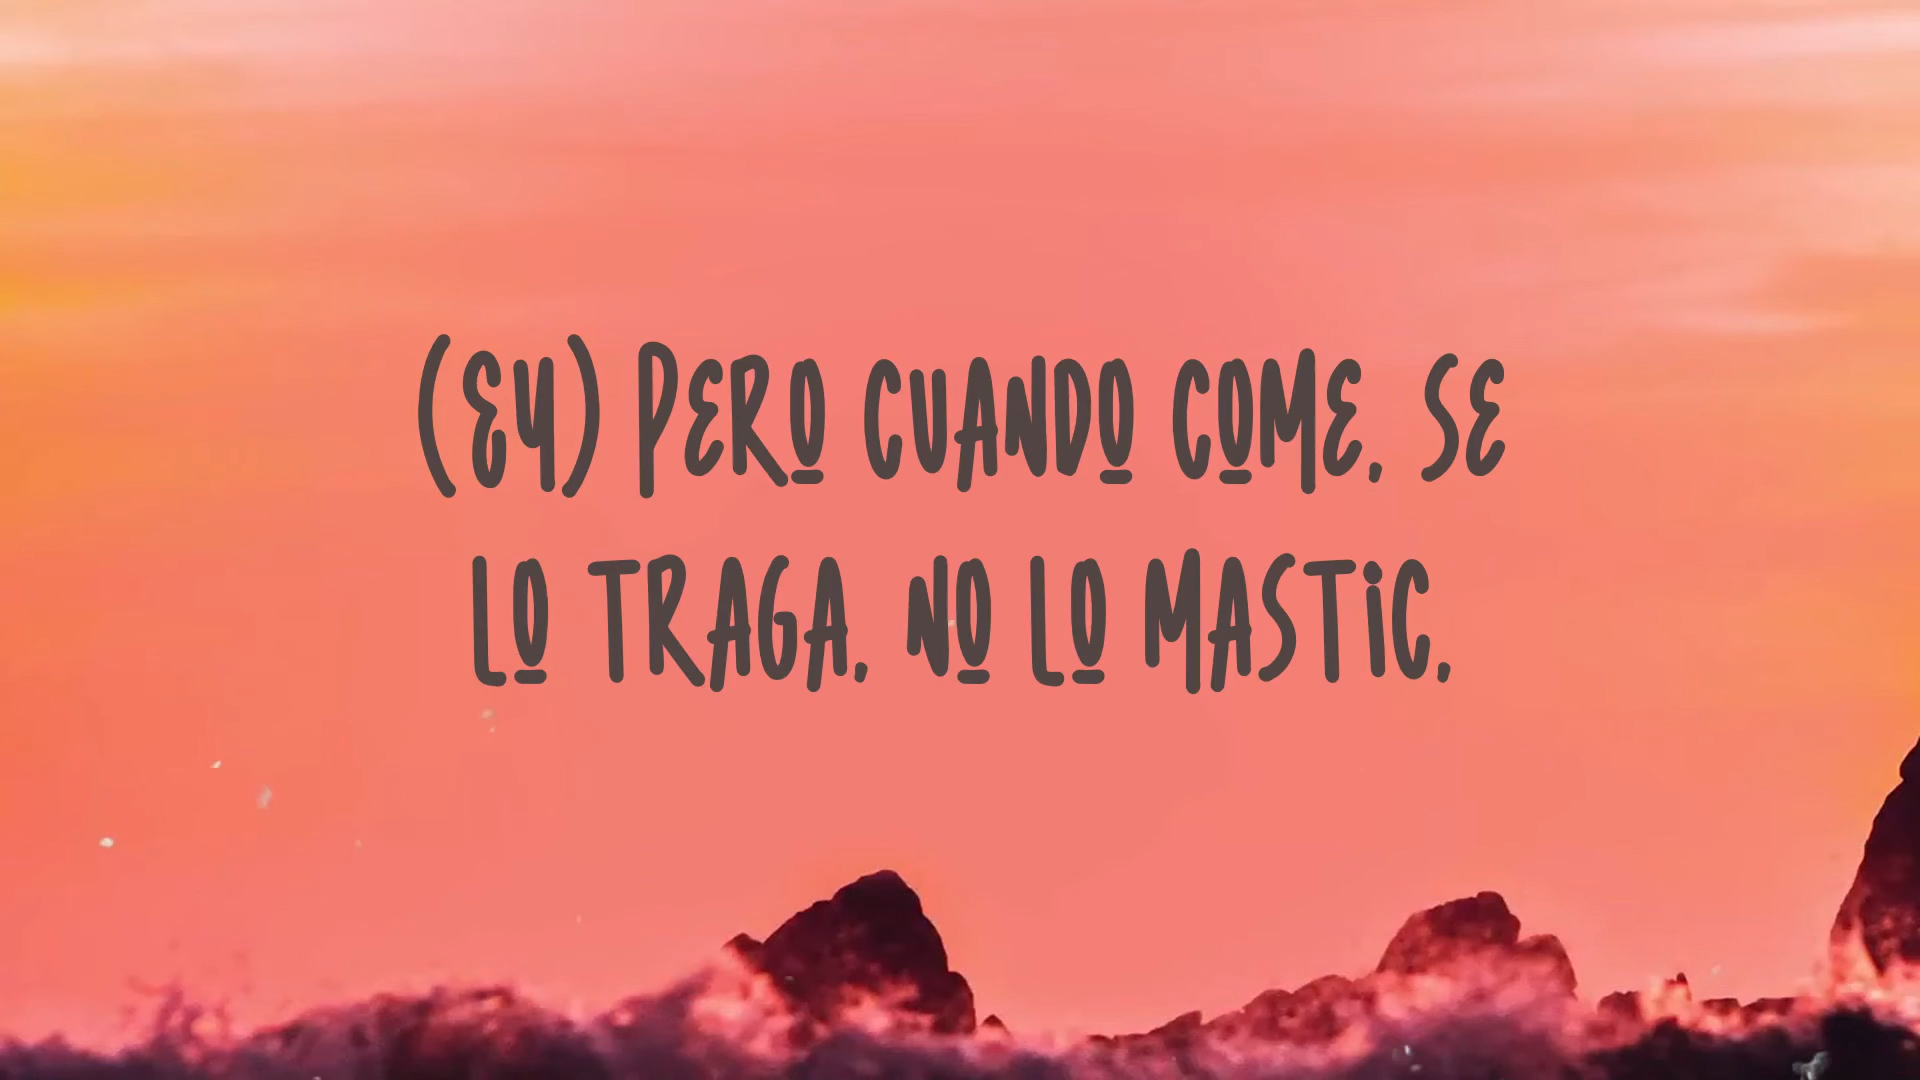 (EY) PERO CUANDO COME, SE
LO TRAGA, NO LO MASTIC,